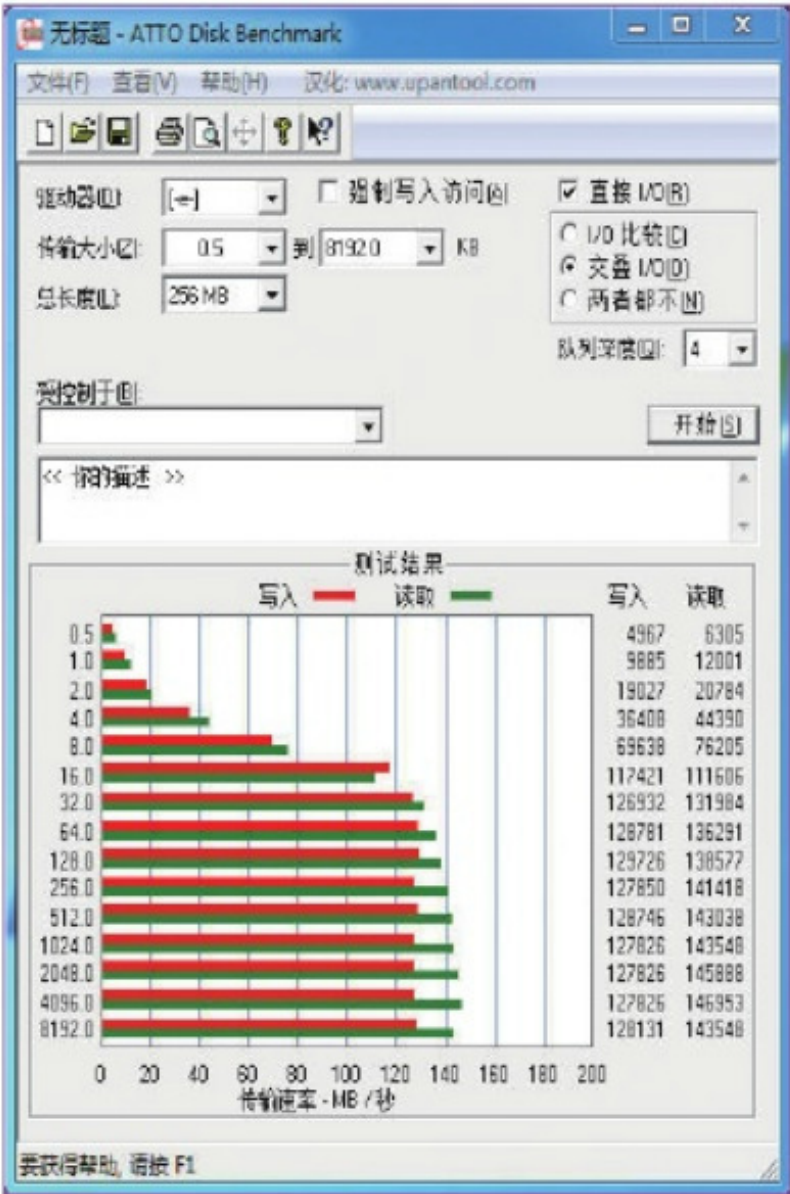 无标题 - ATTO Disk Benchmark
文件(F) 查看(V) 帮助(H) 汉化: www.upantool.com
驱动器(D): [-e-] 强制写入访问(A) 直接 I/O(R)
传输大小(Z): 0.5 到 8192.0 KB I/O 比较(C)
交叠 I/O(O)
总长度(L): 256 MB 两者都不(N)
队列深度(Q): 4
受控制于(B):
开始(S)
<< 你的描述 >>
测试结果
写入 读取 写入 读取
0.5 4967 6305
1.0 9885 12001
2.0 19027 20784
4.0 36408 44390
8.0 69638 76205
16.0 117421 111606
32.0 126932 131984
64.0 128781 136291
128.0 129726 138577
256.0 127850 141418
512.0 128746 143038
1024.0 127826 143548
2048.0 127826 145888
4096.0 127826 146953
8192.0 128131 143548
0 20 40 60 80 100 120 140 160 180 200
传输速率 - MB / 秒
要获得帮助, 请按 F1